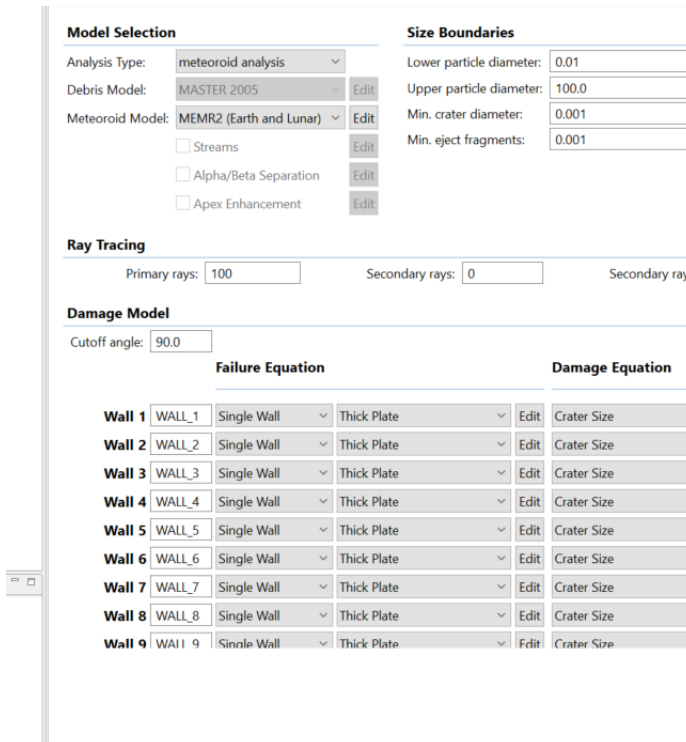 Model Selection
Size Boundaries
Analysis Type: meteoroid analysis
Lower particle diameter: 0.01
Debris Model: MASTER 2005 Edit
Upper particle diameter: 100.0
Meteoroid Model: MEMR2 (Earth and Lunar) Edit
Min. crater diameter: 0.001
Streams Edit
Min. eject fragments: 0.001
Alpha/Beta Separation Edit
Apex Enhancement Edit
Ray Tracing
Primary rays: 100 Secondary rays: 0 Secondary ray
Damage Model
Cutoff angle: 90.0
Failure Equation Damage Equation
Wall 1 WALL_1 Single Wall Thick Plate Edit Crater Size
Wall 2 WALL_2 Single Wall Thick Plate Edit Crater Size
Wall 3 WALL_3 Single Wall Thick Plate Edit Crater Size
Wall 4 WALL_4 Single Wall Thick Plate Edit Crater Size
Wall 5 WALL_5 Single Wall Thick Plate Edit Crater Size
Wall 6 WALL_6 Single Wall Thick Plate Edit Crater Size
Wall 7 WALL_7 Single Wall Thick Plate Edit Crater Size
Wall 8 WALL_8 Single Wall Thick Plate Edit Crater Size
Wall 9 WALL_9 Single Wall Thick Plate Edit Crater Size